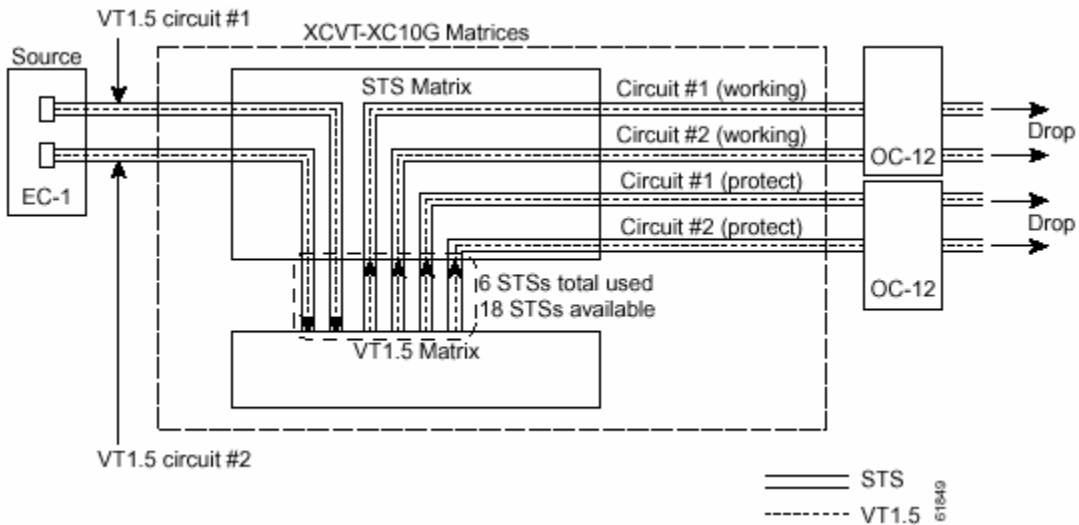 VT1.5 circuit #1
XCVT-XC10G Matrices
Source
STS Matrix
Circuit #1 (working)
Drop
Circuit #2 (working)
OC-12
EC-1
Circuit #1 (protect)
Circuit #2 (protect)
Drop
6 STSs total used
18 STSs available
OC-12
VT1.5 Matrix
VT1.5 circuit #2
STS
VT1.5
61849